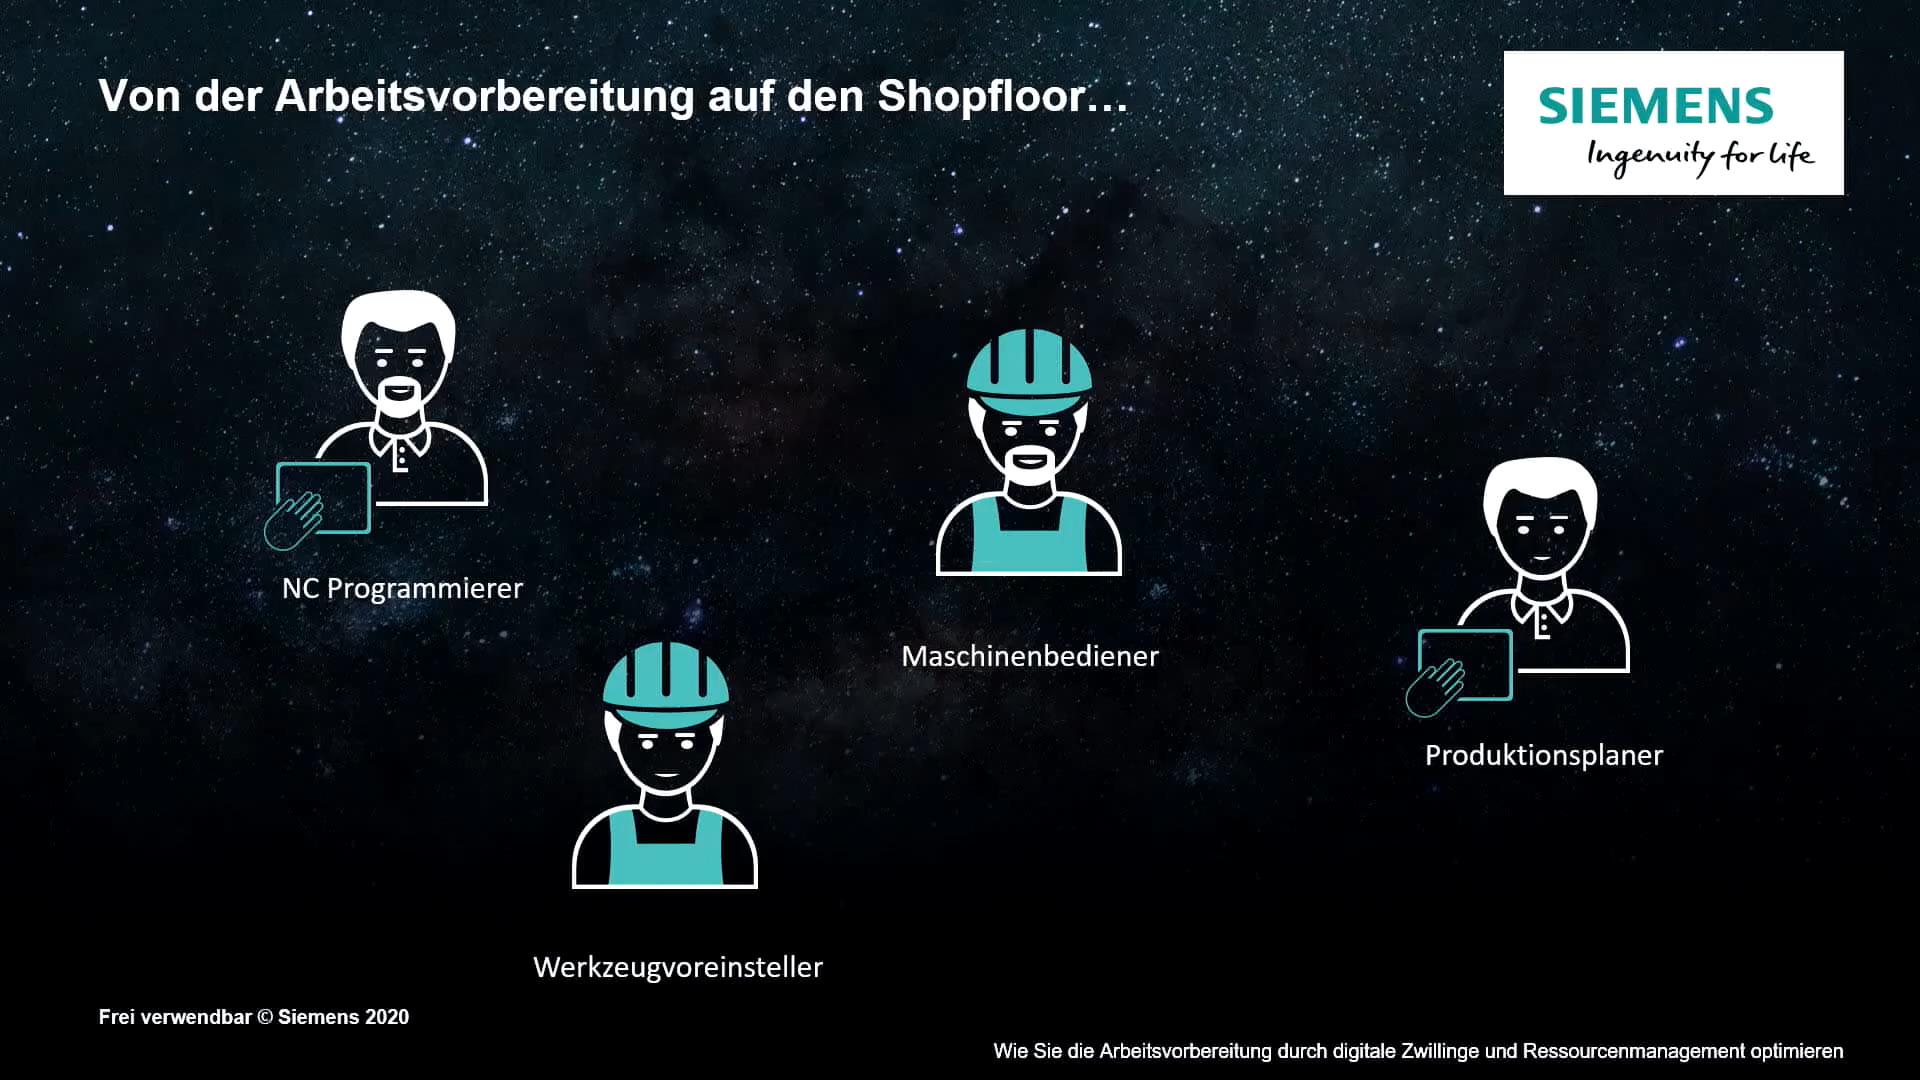 Von der Arbeitsvorbereitung auf den Shopfloor...
SIEMENS
Ingenuity for life
NC Programmierer
Maschinenbediener
Produktionsplaner
Werkzeugvoreinsteller
Frei verwendbar © Siemens 2020
Wie Sie die Arbeitsvorbereitung durch digitale Zwillinge und Ressourcenmanagement optimieren